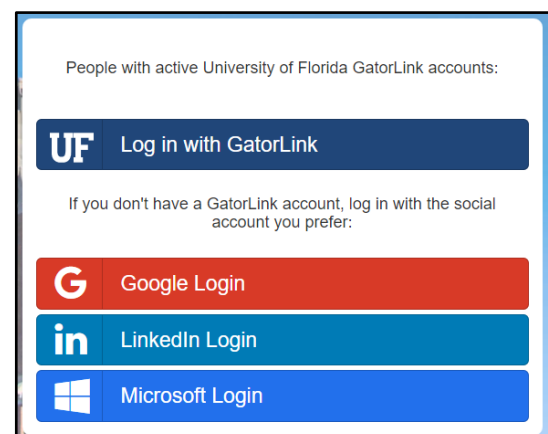 People with active University of Florida GatorLink accounts:
UF Log in with GatorLink
If you don't have a GatorLink account, log in with the social
account you prefer:
G Google Login
in LinkedIn Login
Microsoft Login